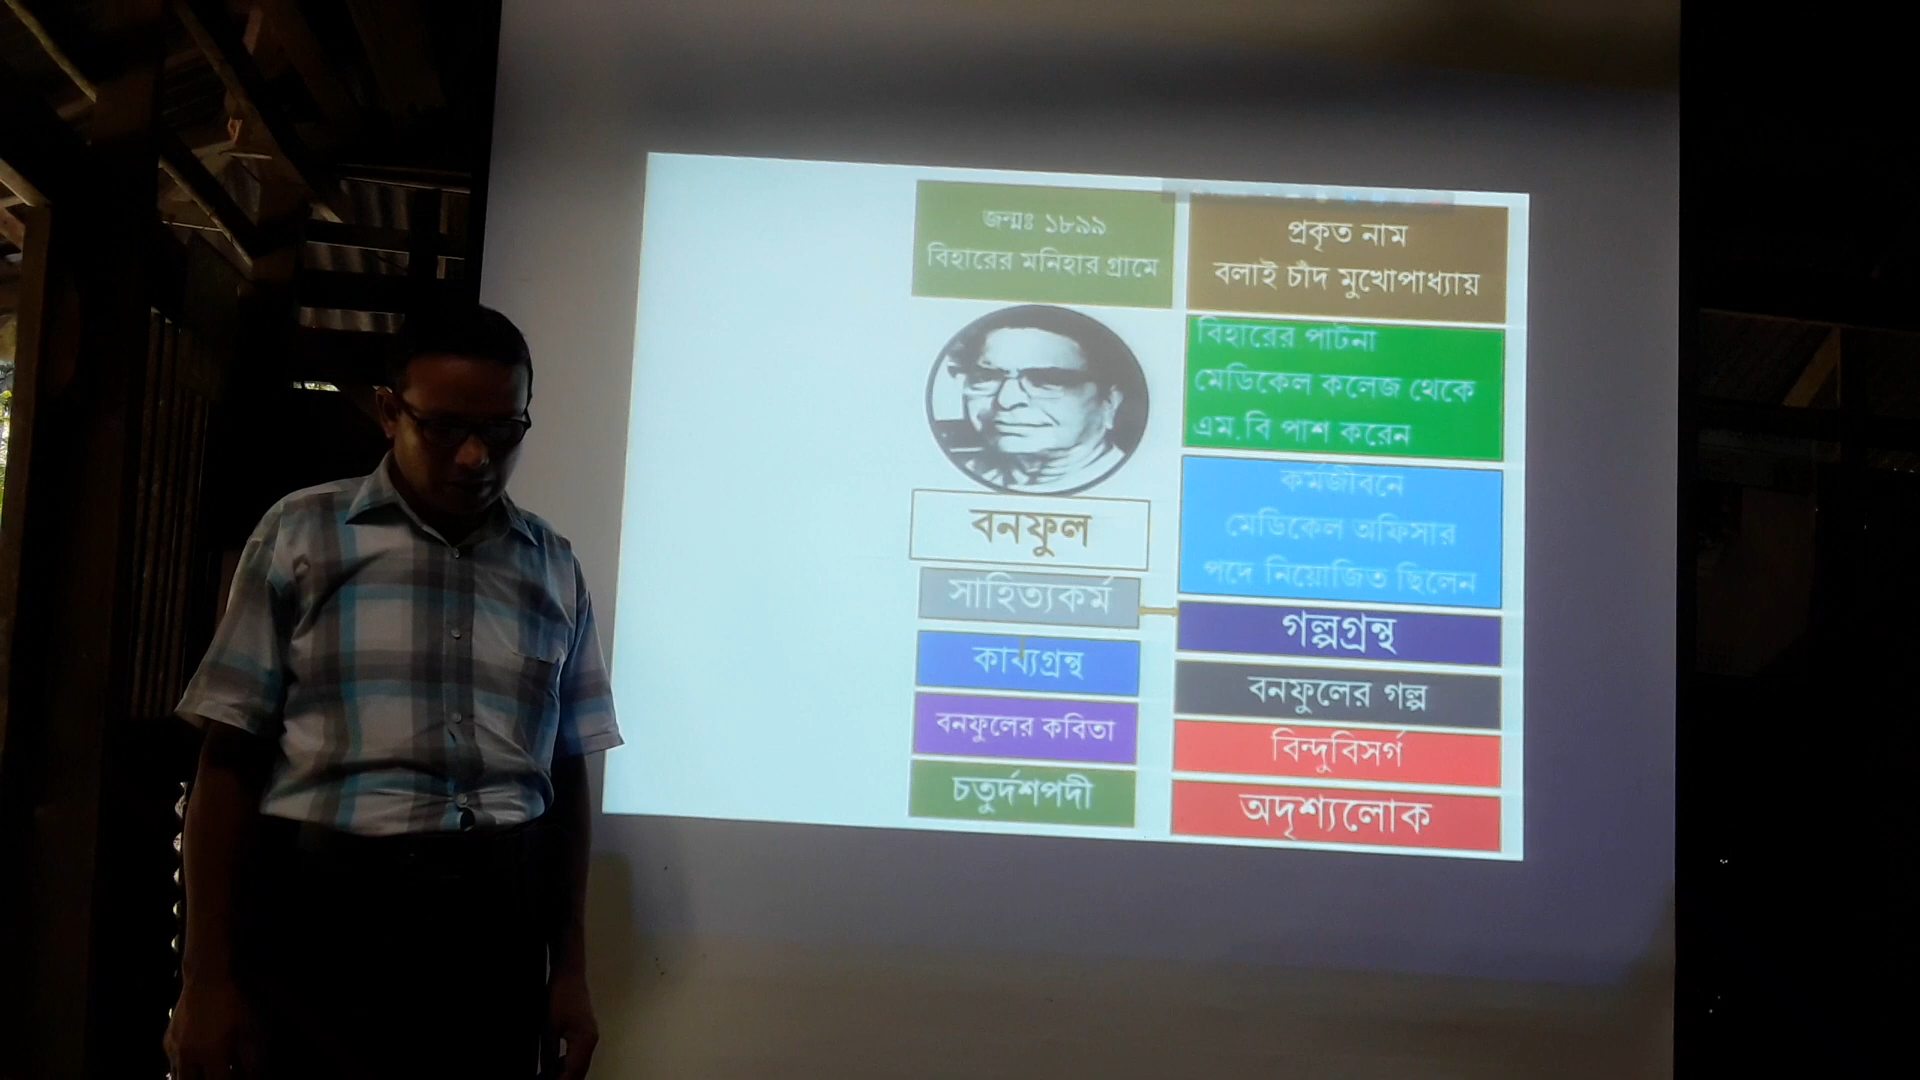 জন্মঃ ১৮৯৯
বিহারের মনিহার গ্রামে
প্রকৃত নাম
বলাই চাঁদ মুখোপাধ্যায়
বিহারের পাটনা
মেডিকেল কলেজ থেকে
এম.বি পাশ করেন
কর্মজীবনে
মেডিকেল অফিসার
পদে নিয়োজিত ছিলেন
বনফুল
সাহিত্যকর্ম
গল্পগ্রন্থ
কাব্যগ্রন্থ
বনফুলের গল্প
বনফুলের কবিতা
বিন্দুবিসর্গ
চতুর্দশপদী
অদৃশ্যলোক